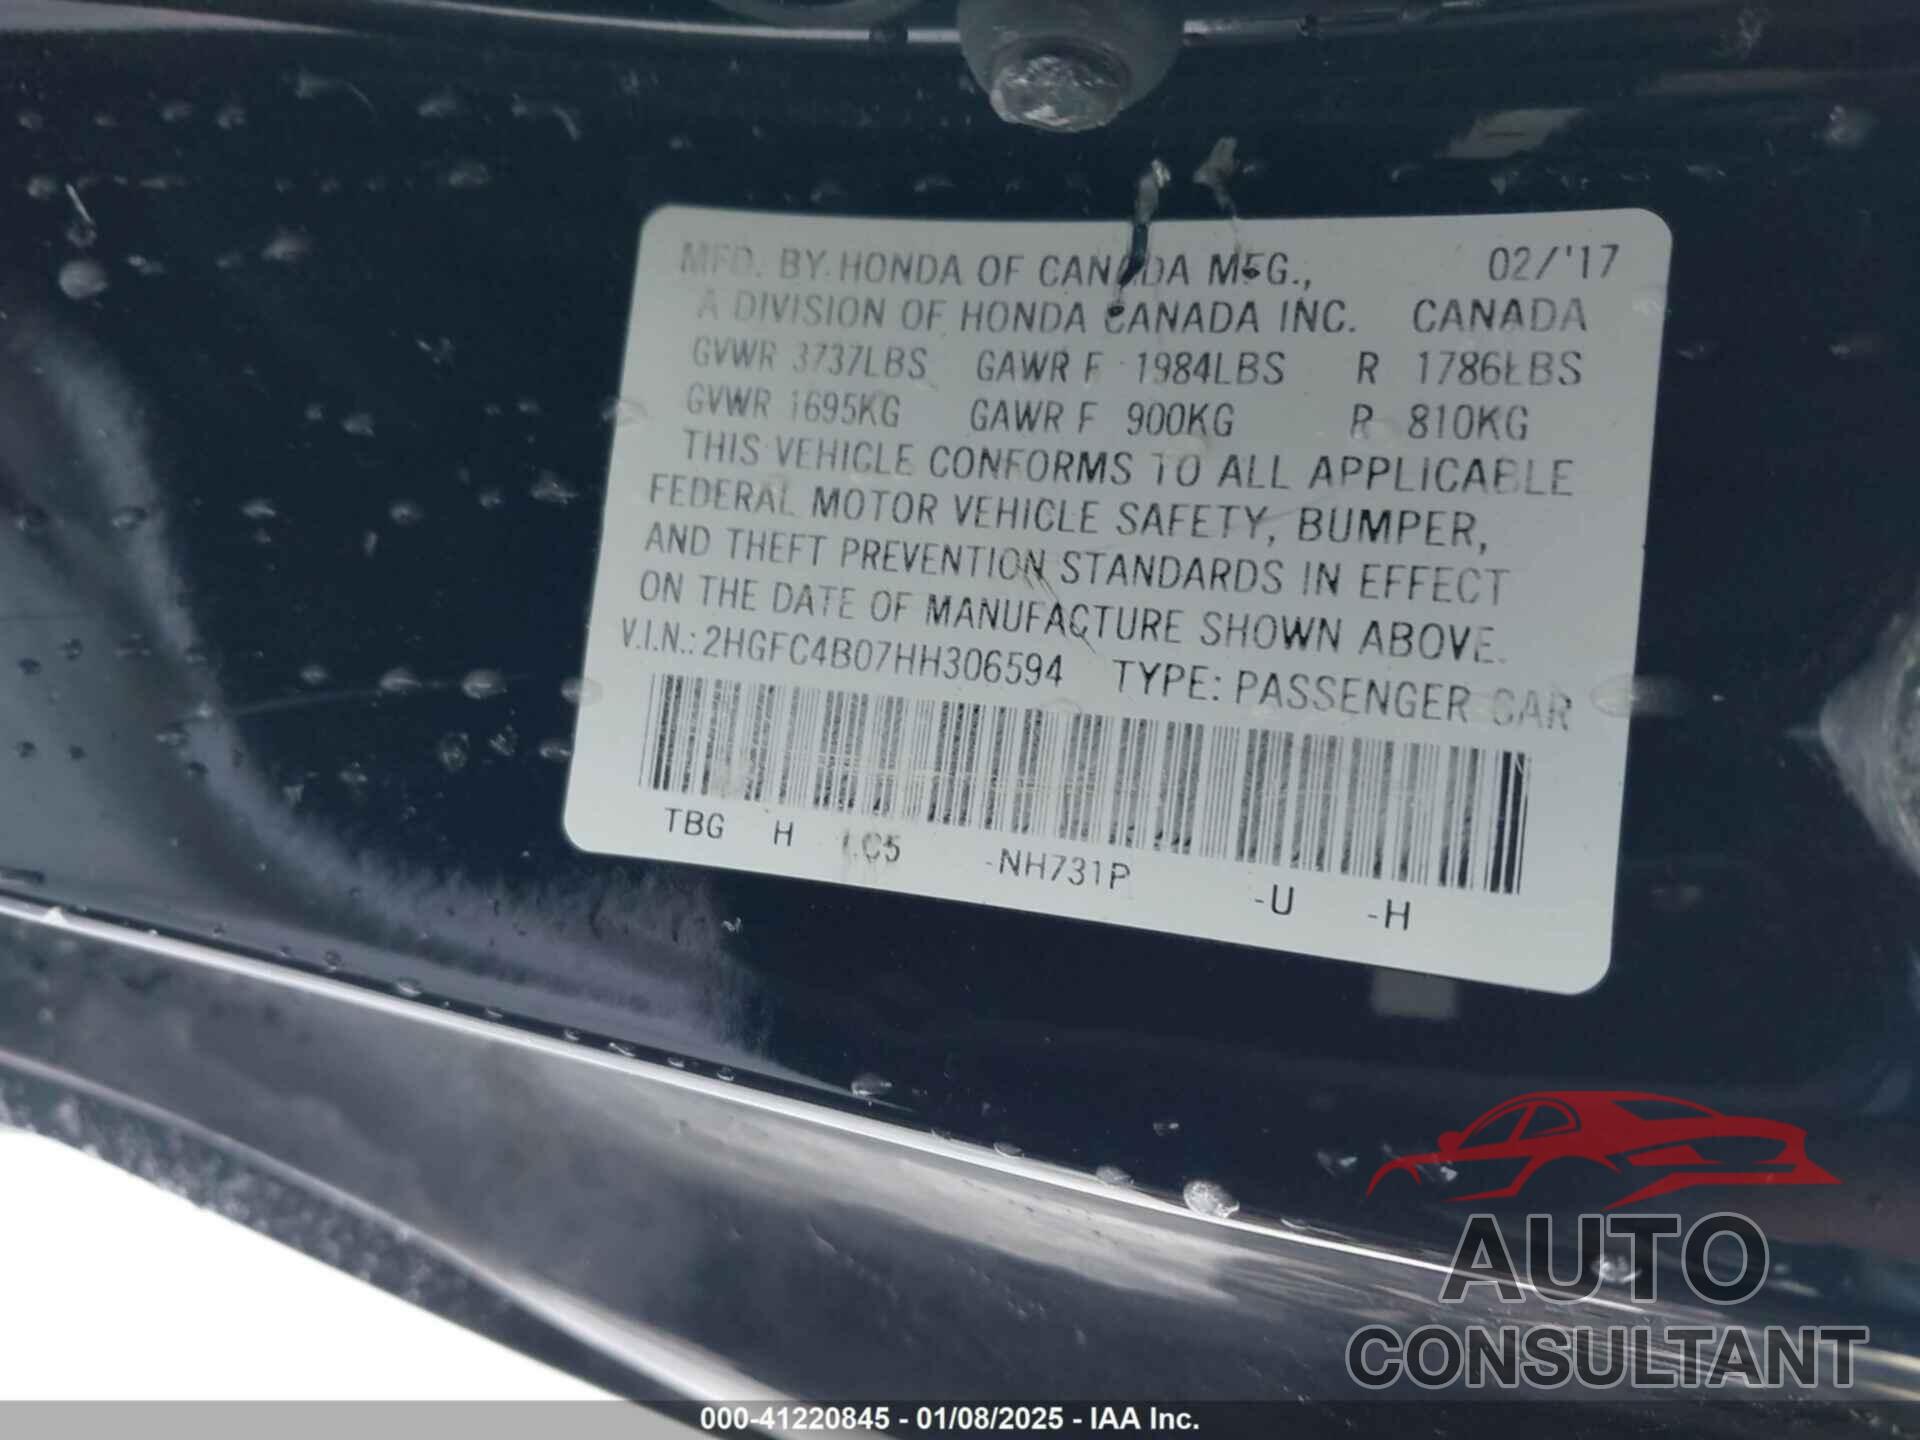 MFD. BY HONDA OF CANADA MFG., 02/'17
A DIVISION OF HONDA CANADA INC. CANADA
GVWR 3737LBS GAWR F 1984LBS R 1786LBS
GVWR 1695KG GAWR F 900KG R 810KG
THIS VEHICLE CONFORMS TO ALL APPLICABLE
FEDERAL MOTOR VEHICLE SAFETY, BUMPER,
AND THEFT PREVENTION STANDARDS IN EFFECT
ON THE DATE OF MANUFACTURE SHOWN ABOVE.
V.I.N.: 2HGFC4B07HH306594 TYPE: PASSENGER CAR
TBG H -NH731P -U -H
AUTO
CONSULTANT
000-41220845 - 01/08/2025 - IAA Inc.